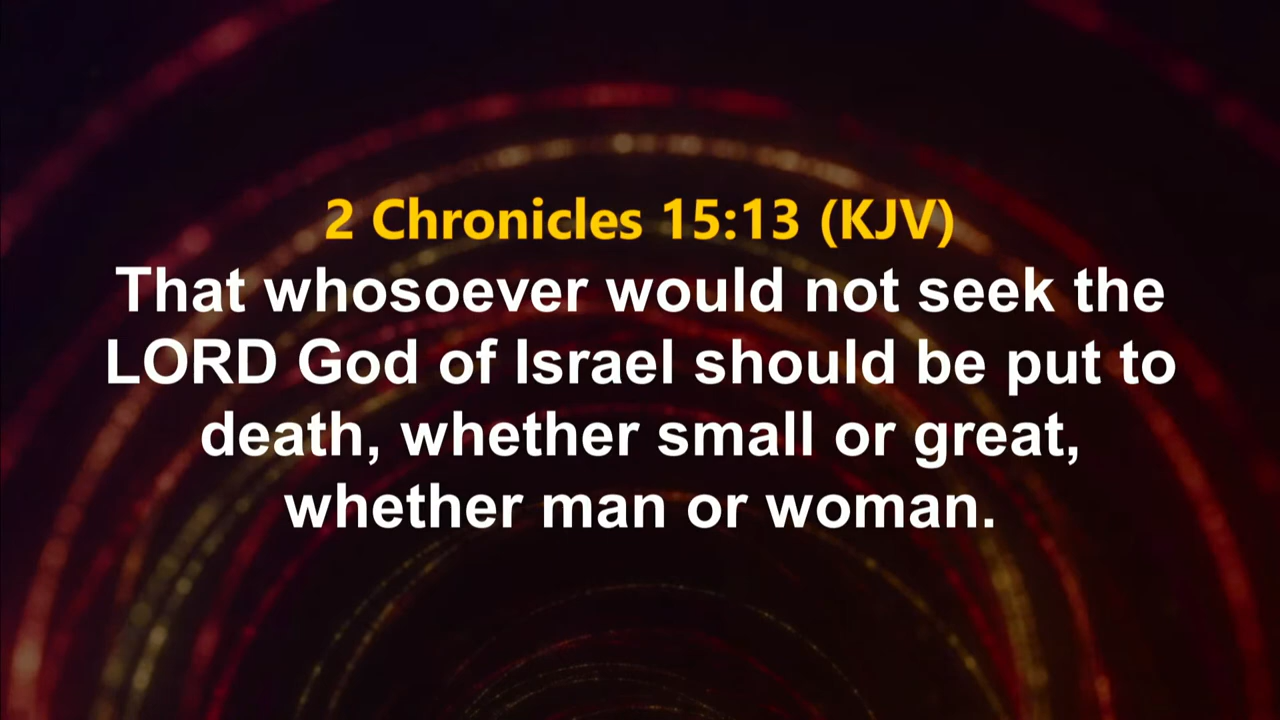 2 Chronicles 15:13 (KJV)
That whosoever would not seek the
LORD God of Israel should be put to
death, whether small or great,
whether man or woman.